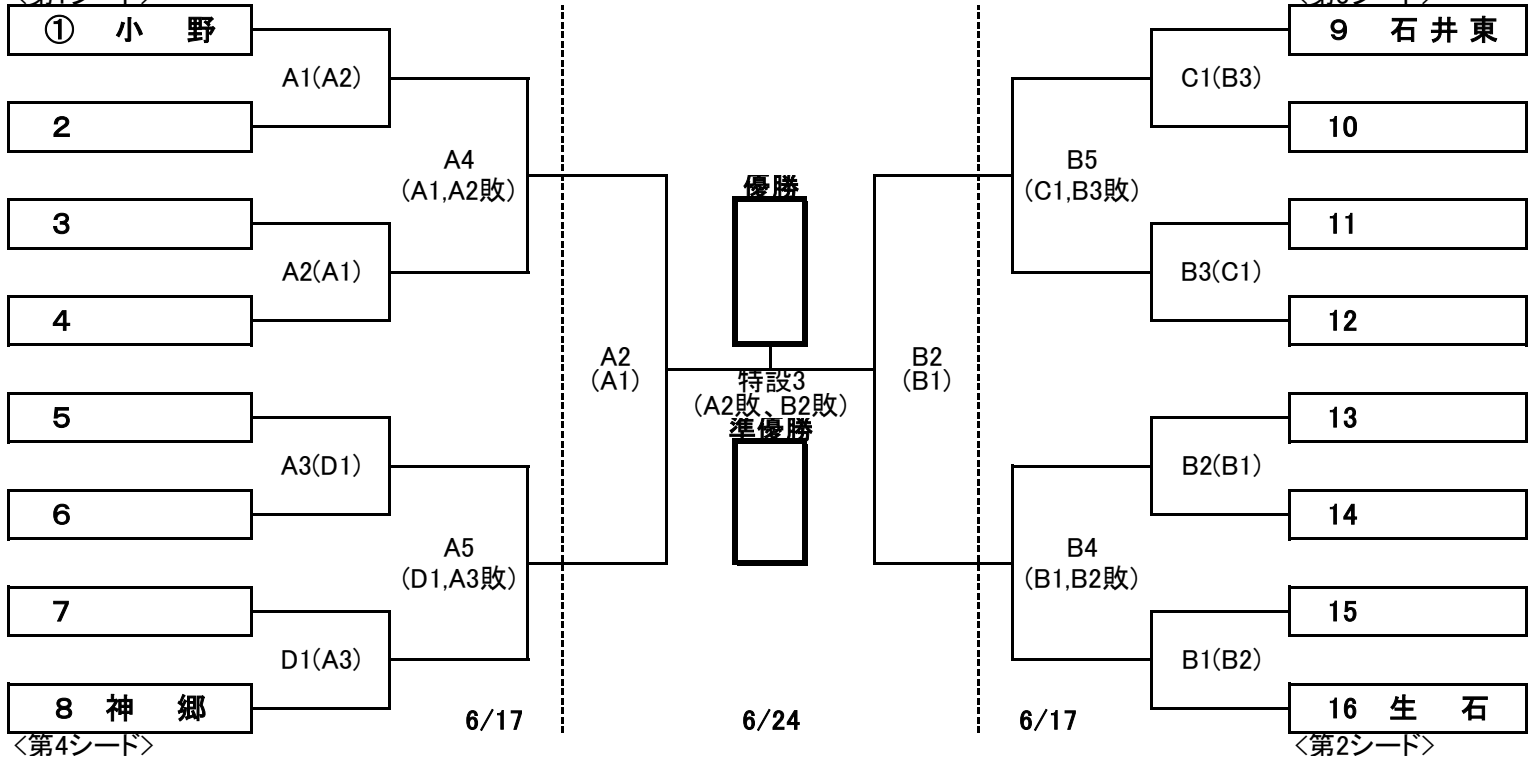 ① 小 野
A1(A2)
2
A4
(A1,A2敗)
3
A2(A1)
4
A2
(A1)
5
A3(D1)
6
A5
(D1,A3敗)
7
D1(A3)
8 神 郷
<第4シード>
6/17
優勝
特設3
(A2敗、B2敗)
準優勝
6/24
9 石 井 東
C1(B3)
10
B5
(C1,B3敗)
11
B3(C1)
12
B2
(B1)
13
B2(B1)
14
B4
(B1,B2敗)
15
B1(B2)
16 生 石
<第2シード>
6/17